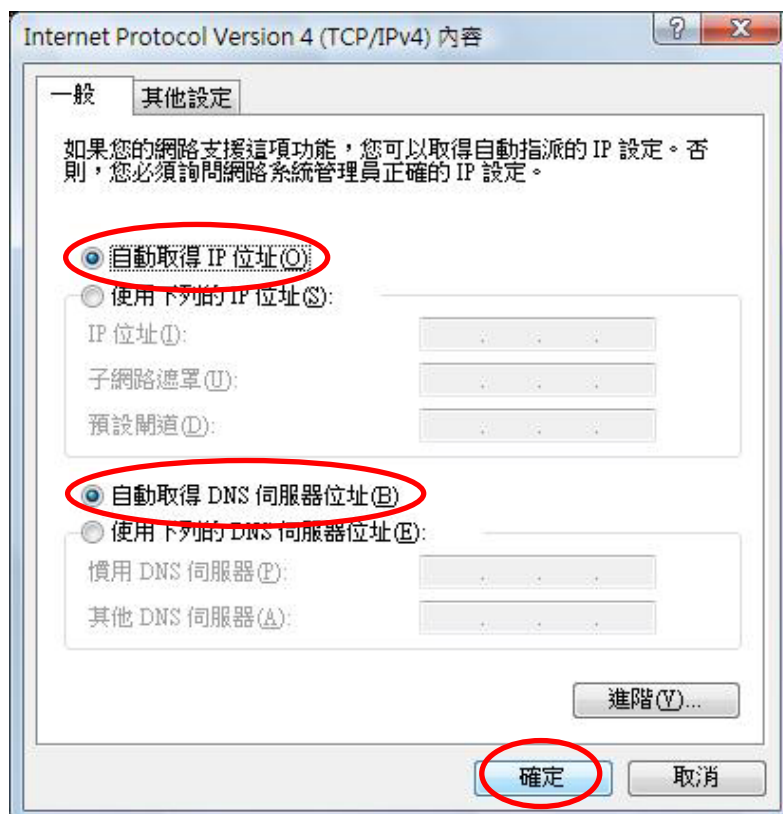 Internet Protocol Version 4 (TCP/IPv4) 內容
一般
其他設定
如果您的網路支援這項功能，您可以取得自動指派的 IP 設定。否
則，您必須詢問網路系統管理員正確的 IP 設定。
自動取得 IP 位址(O)
使用下列的 IP 位址(S):
IP 位址(I):
子網路遮罩(U):
預設閘道(D):
自動取得 DNS 伺服器位址(B)
使用下列的 DNS 伺服器位址(E):
慣用 DNS 伺服器(P):
其他 DNS 伺服器(A):
進階(V)...
確定
取消